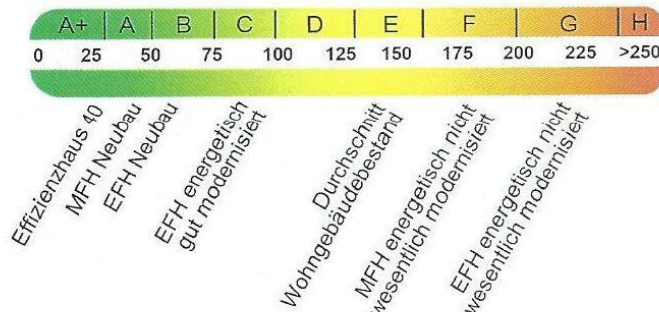 A+ A B C D E F G H
0 25 50 75 100 125 150 175 200 225 >250
Effizienzhaus 40
MFH Neubau
EFH Neubau
EFH energetisch
gut modernisiert
Durchschnitt
Wohngebäudebestand
MFH energetisch nicht
wesentlich modernisiert
EFH energetisch nicht
wesentlich modernisiert